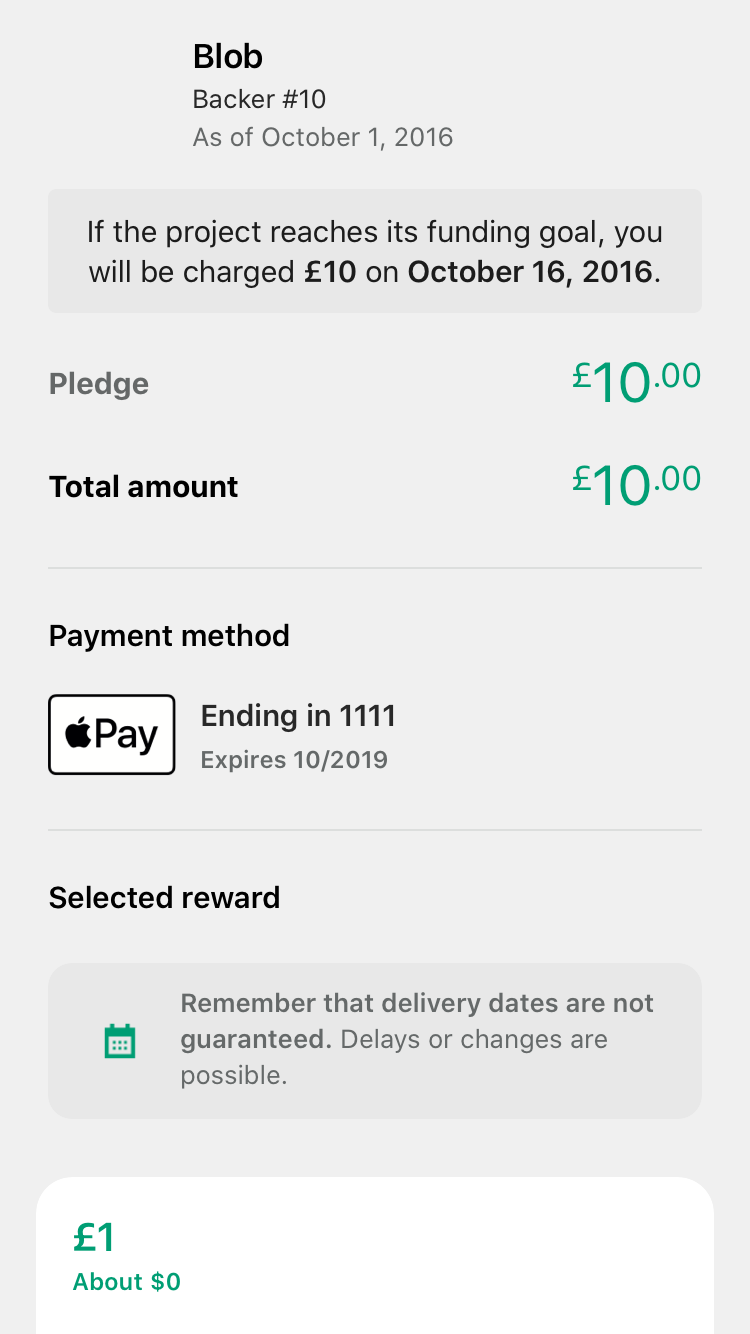 Blob
Backer #10
As of October 1, 2016
If the project reaches its funding goal, you
will be charged £10 on October 16, 2016.
Pledge £10.00
Total amount £10.00
Payment method
Pay Ending in 1111
Expires 10/2019
Selected reward
Remember that delivery dates are not
guaranteed. Delays or changes are
possible.
£1
About $0